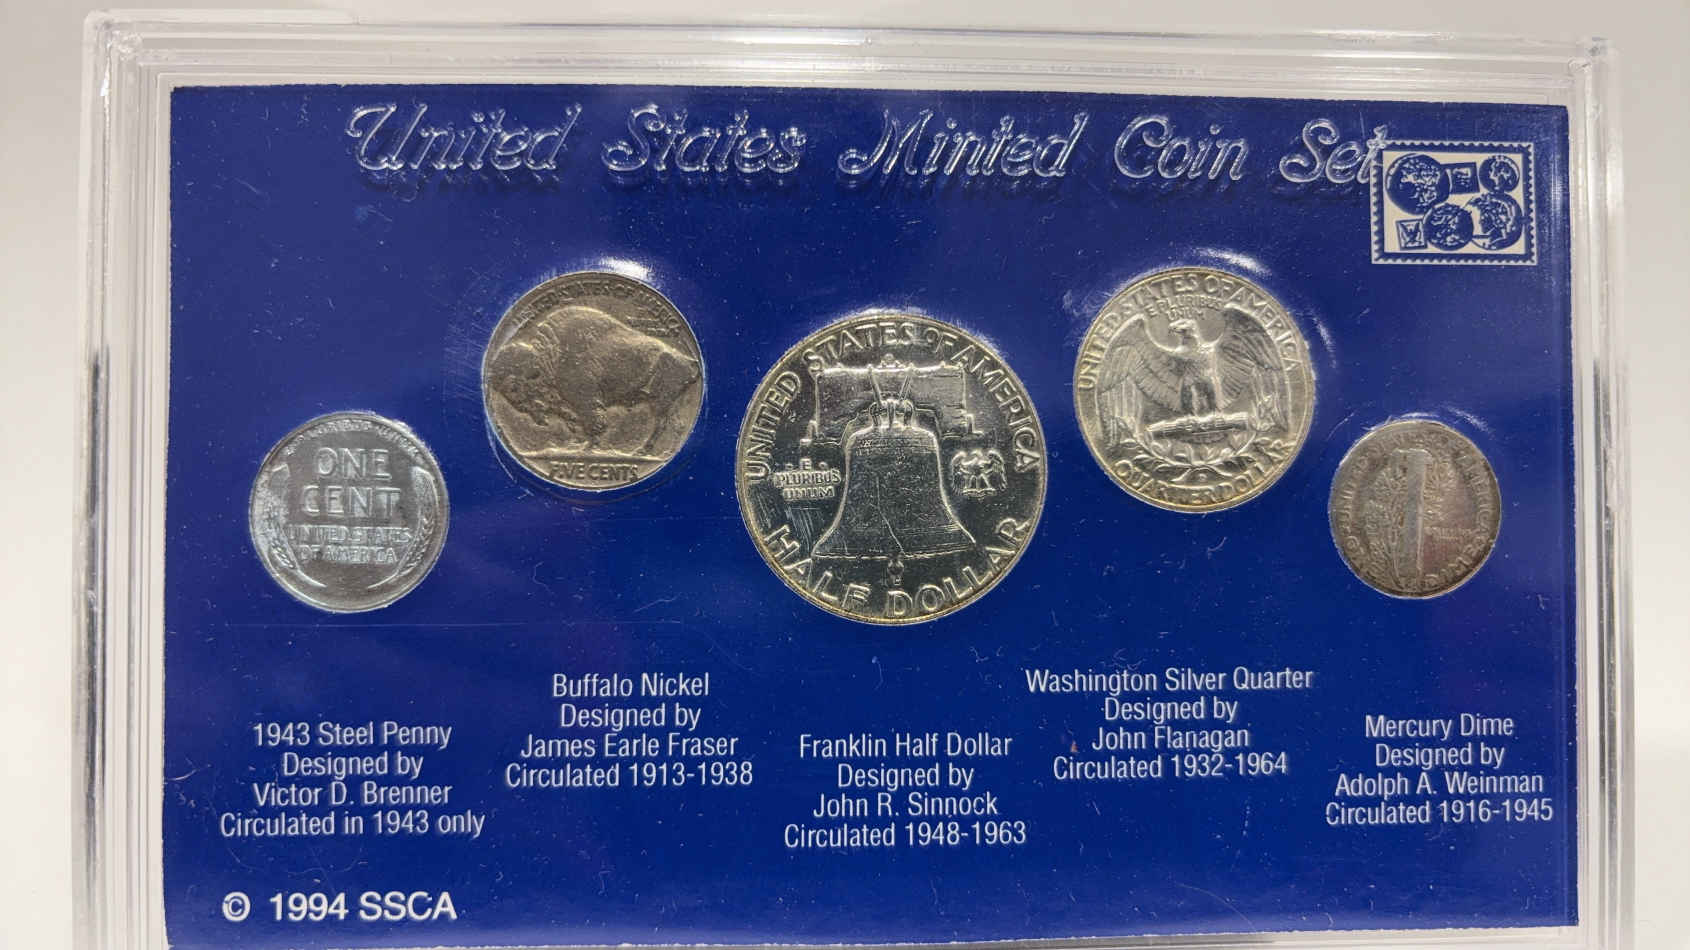 United States Minted Coin Set
UNITED STATES OF AMERICA
FIVE CENTS
UNITED STATES OF AMERICA
E
PLURIBUS
UNUM
HALF DOLLAR
UNITED STATES OF AMERICA
E PLURIBUS
UNUM
QUARTER DOLLAR
ONE
CENT
UNITED STATES
OF AMERICA
1943 Steel Penny
Designed by
Victor D. Brenner
Circulated in 1943 only
Buffalo Nickel
Designed by
James Earle Fraser
Circulated 1913-1938
Franklin Half Dollar
Designed by
John R. Sinnock
Circulated 1948-1963
Washington Silver Quarter
Designed by
John Flanagan
Circulated 1932-1964
Mercury Dime
Designed by
Adolph A. Weinman
Circulated 1916-1945
© 1994 SSCA